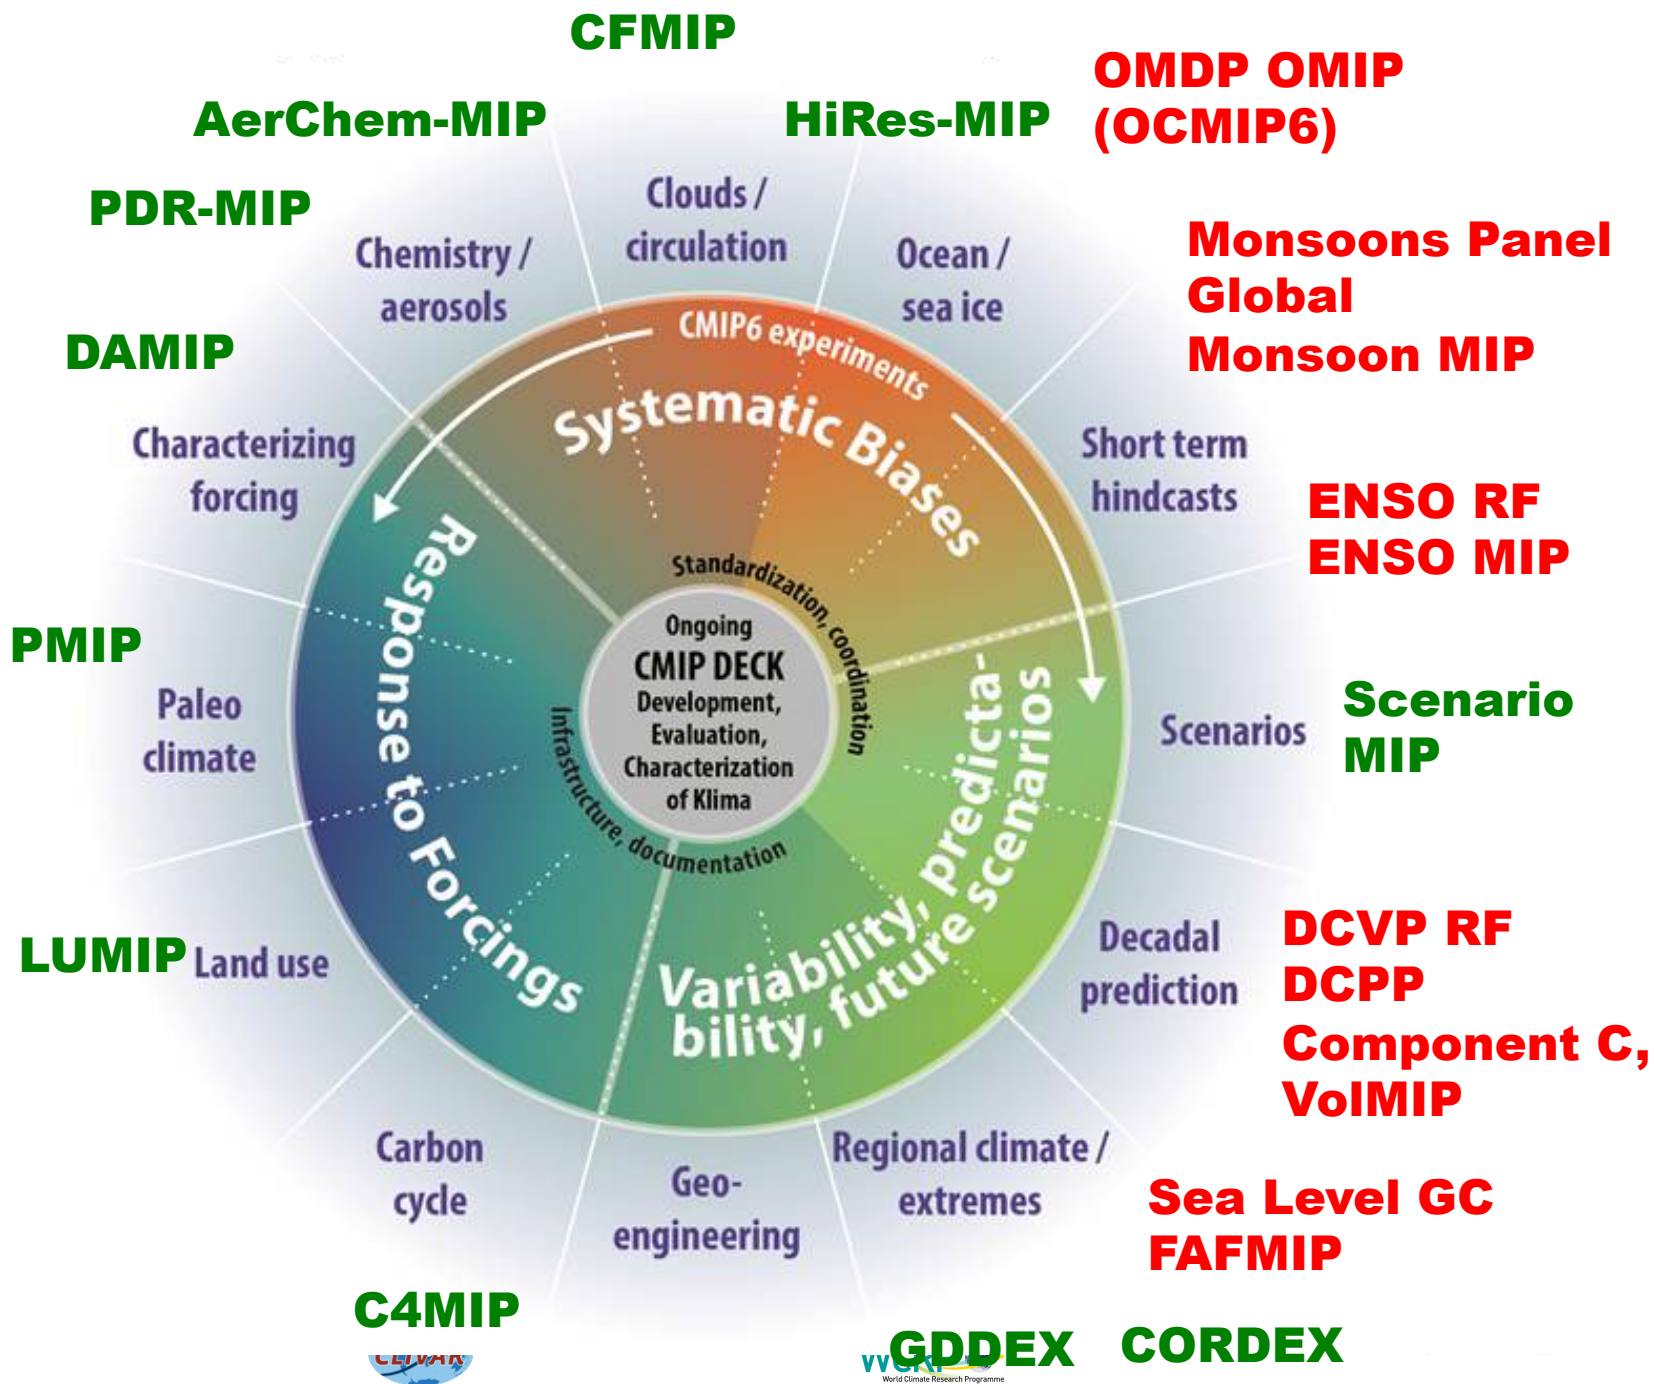 CFMIP
OMDP OMIP
(OCMIP6)
AerChem-MIP
HiRes-MIP
PDR-MIP
Clouds /
circulation
Chemistry /
aerosols
Ocean /
sea ice
Monsoons Panel
Global
Monsoon MIP
DAMIP
CMIP6 experiments
Systematic Biases
Characterizing
forcing
Short term
hindcasts
ENSO RF
ENSO MIP
Response to Forcings
Standardization, coordination
Ongoing
CMIP DECK
Development,
Evaluation,
Characterization
of Klima
Infrastructure, documentation
PMIP
Paleo
climate
Scenarios
Scenario
MIP
Variability, predicta-
bility, future scenarios
LUMIP
Land use
Decadal
prediction
DCVP RF
DCPP
Component C,
VolMIP
Carbon
cycle
Geo-
engineering
Regional climate /
extremes
Sea Level GC
FAFMIP
C4MIP
GDDEX
CORDEX
CLIVAR
World Climate Research Programme